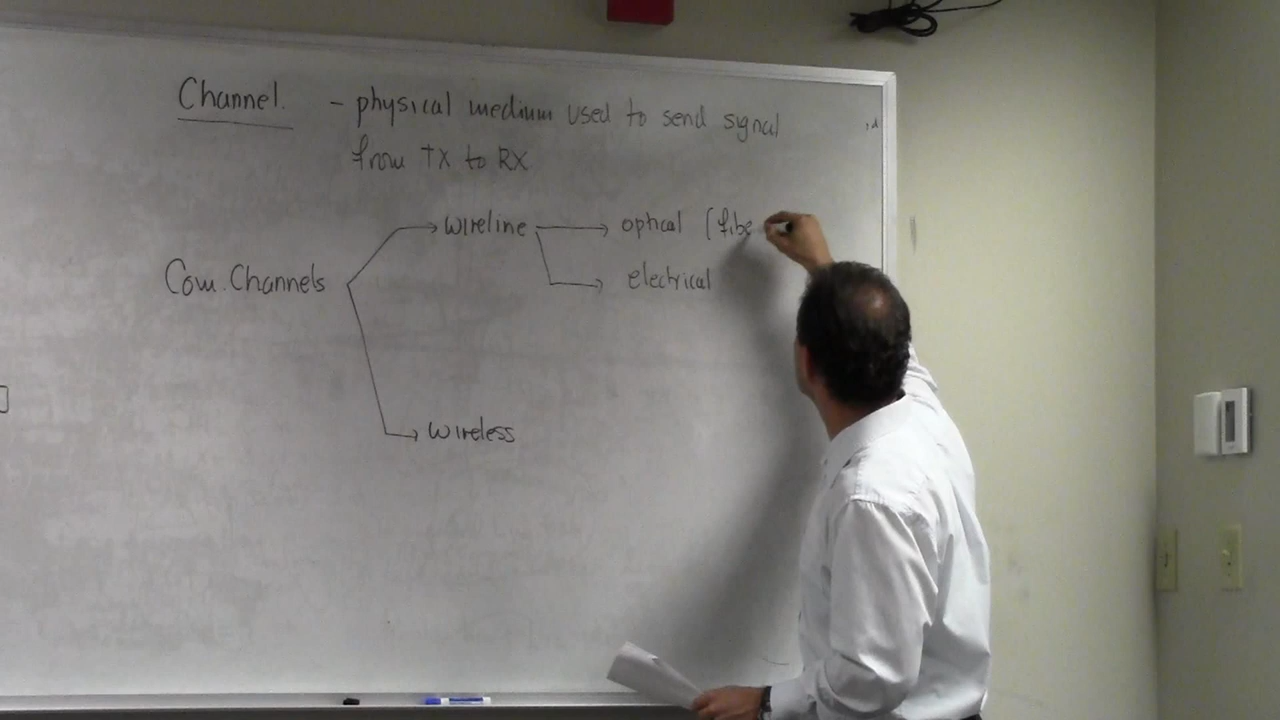 Channel. - physical medium used to send signal
from TX to RX
wireline optical (fibe
Com. Channels electrical
wireless